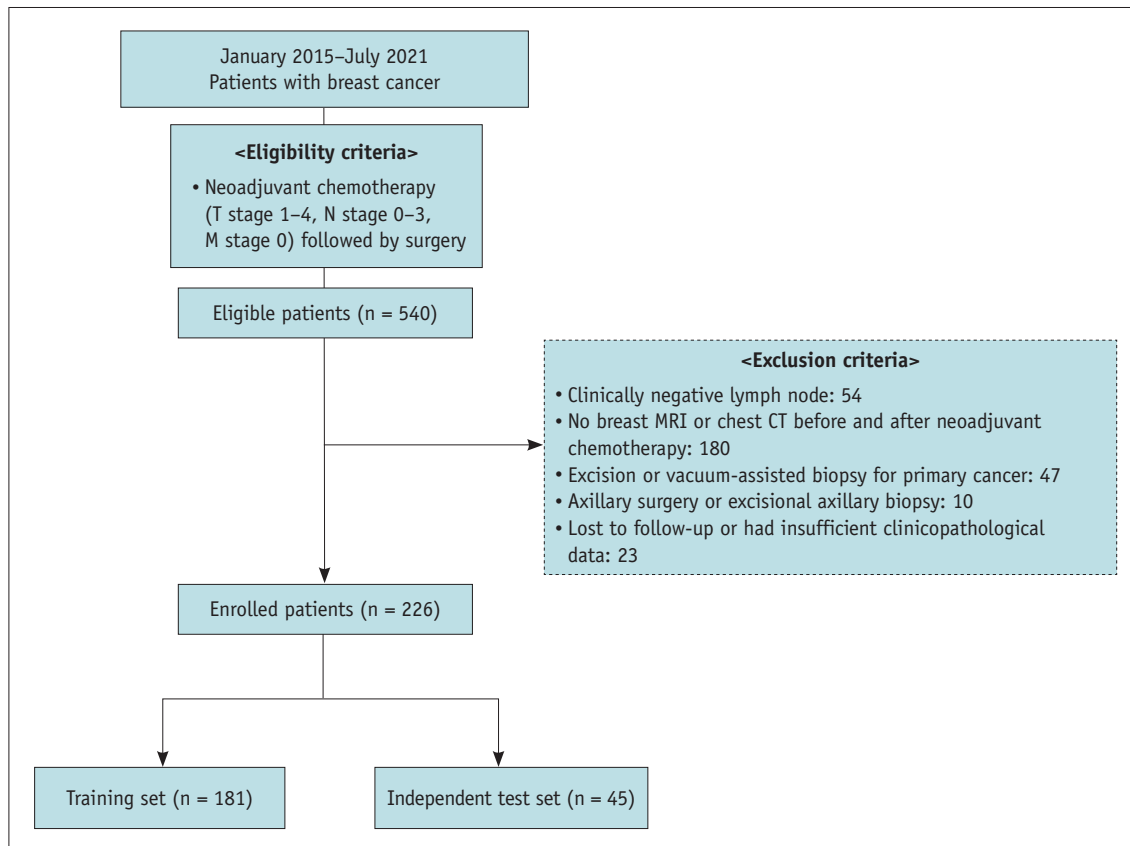 January 2015–July 2021
Patients with breast cancer
<Eligibility criteria>
• Neoadjuvant chemotherapy
(T stage 1–4, N stage 0–3,
M stage 0) followed by surgery
Eligible patients (n = 540)
<Exclusion criteria>
• Clinically negative lymph node: 54
• No breast MRI or chest CT before and after neoadjuvant
chemotherapy: 180
• Excision or vacuum-assisted biopsy for primary cancer: 47
• Axillary surgery or excisional axillary biopsy: 10
• Lost to follow-up or had insufficient clinicopathological
data: 23
Enrolled patients (n = 226)
Training set (n = 181)
Independent test set (n = 45)